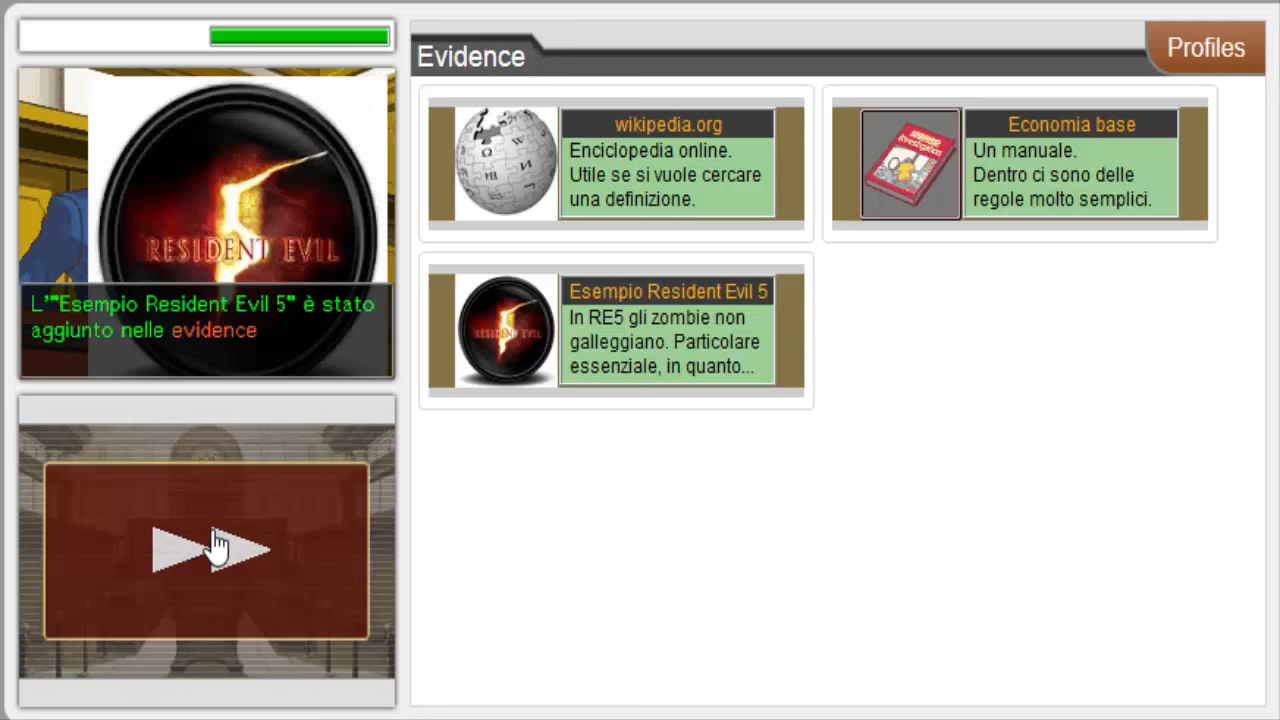 RESIDENT EVIL
L'"Esempio Resident Evil 5" è stato
aggiunto nelle evidence
Evidence
Profiles
wikipedia.org
Enciclopedia online.
Utile se si vuole cercare
una definizione.
Economia base
Un manuale.
Dentro ci sono delle
regole molto semplici.
Esempio Resident Evil 5
In RE5 gli zombie non
galleggiano. Particolare
essenziale, in quanto...
RESIDENT EVIL